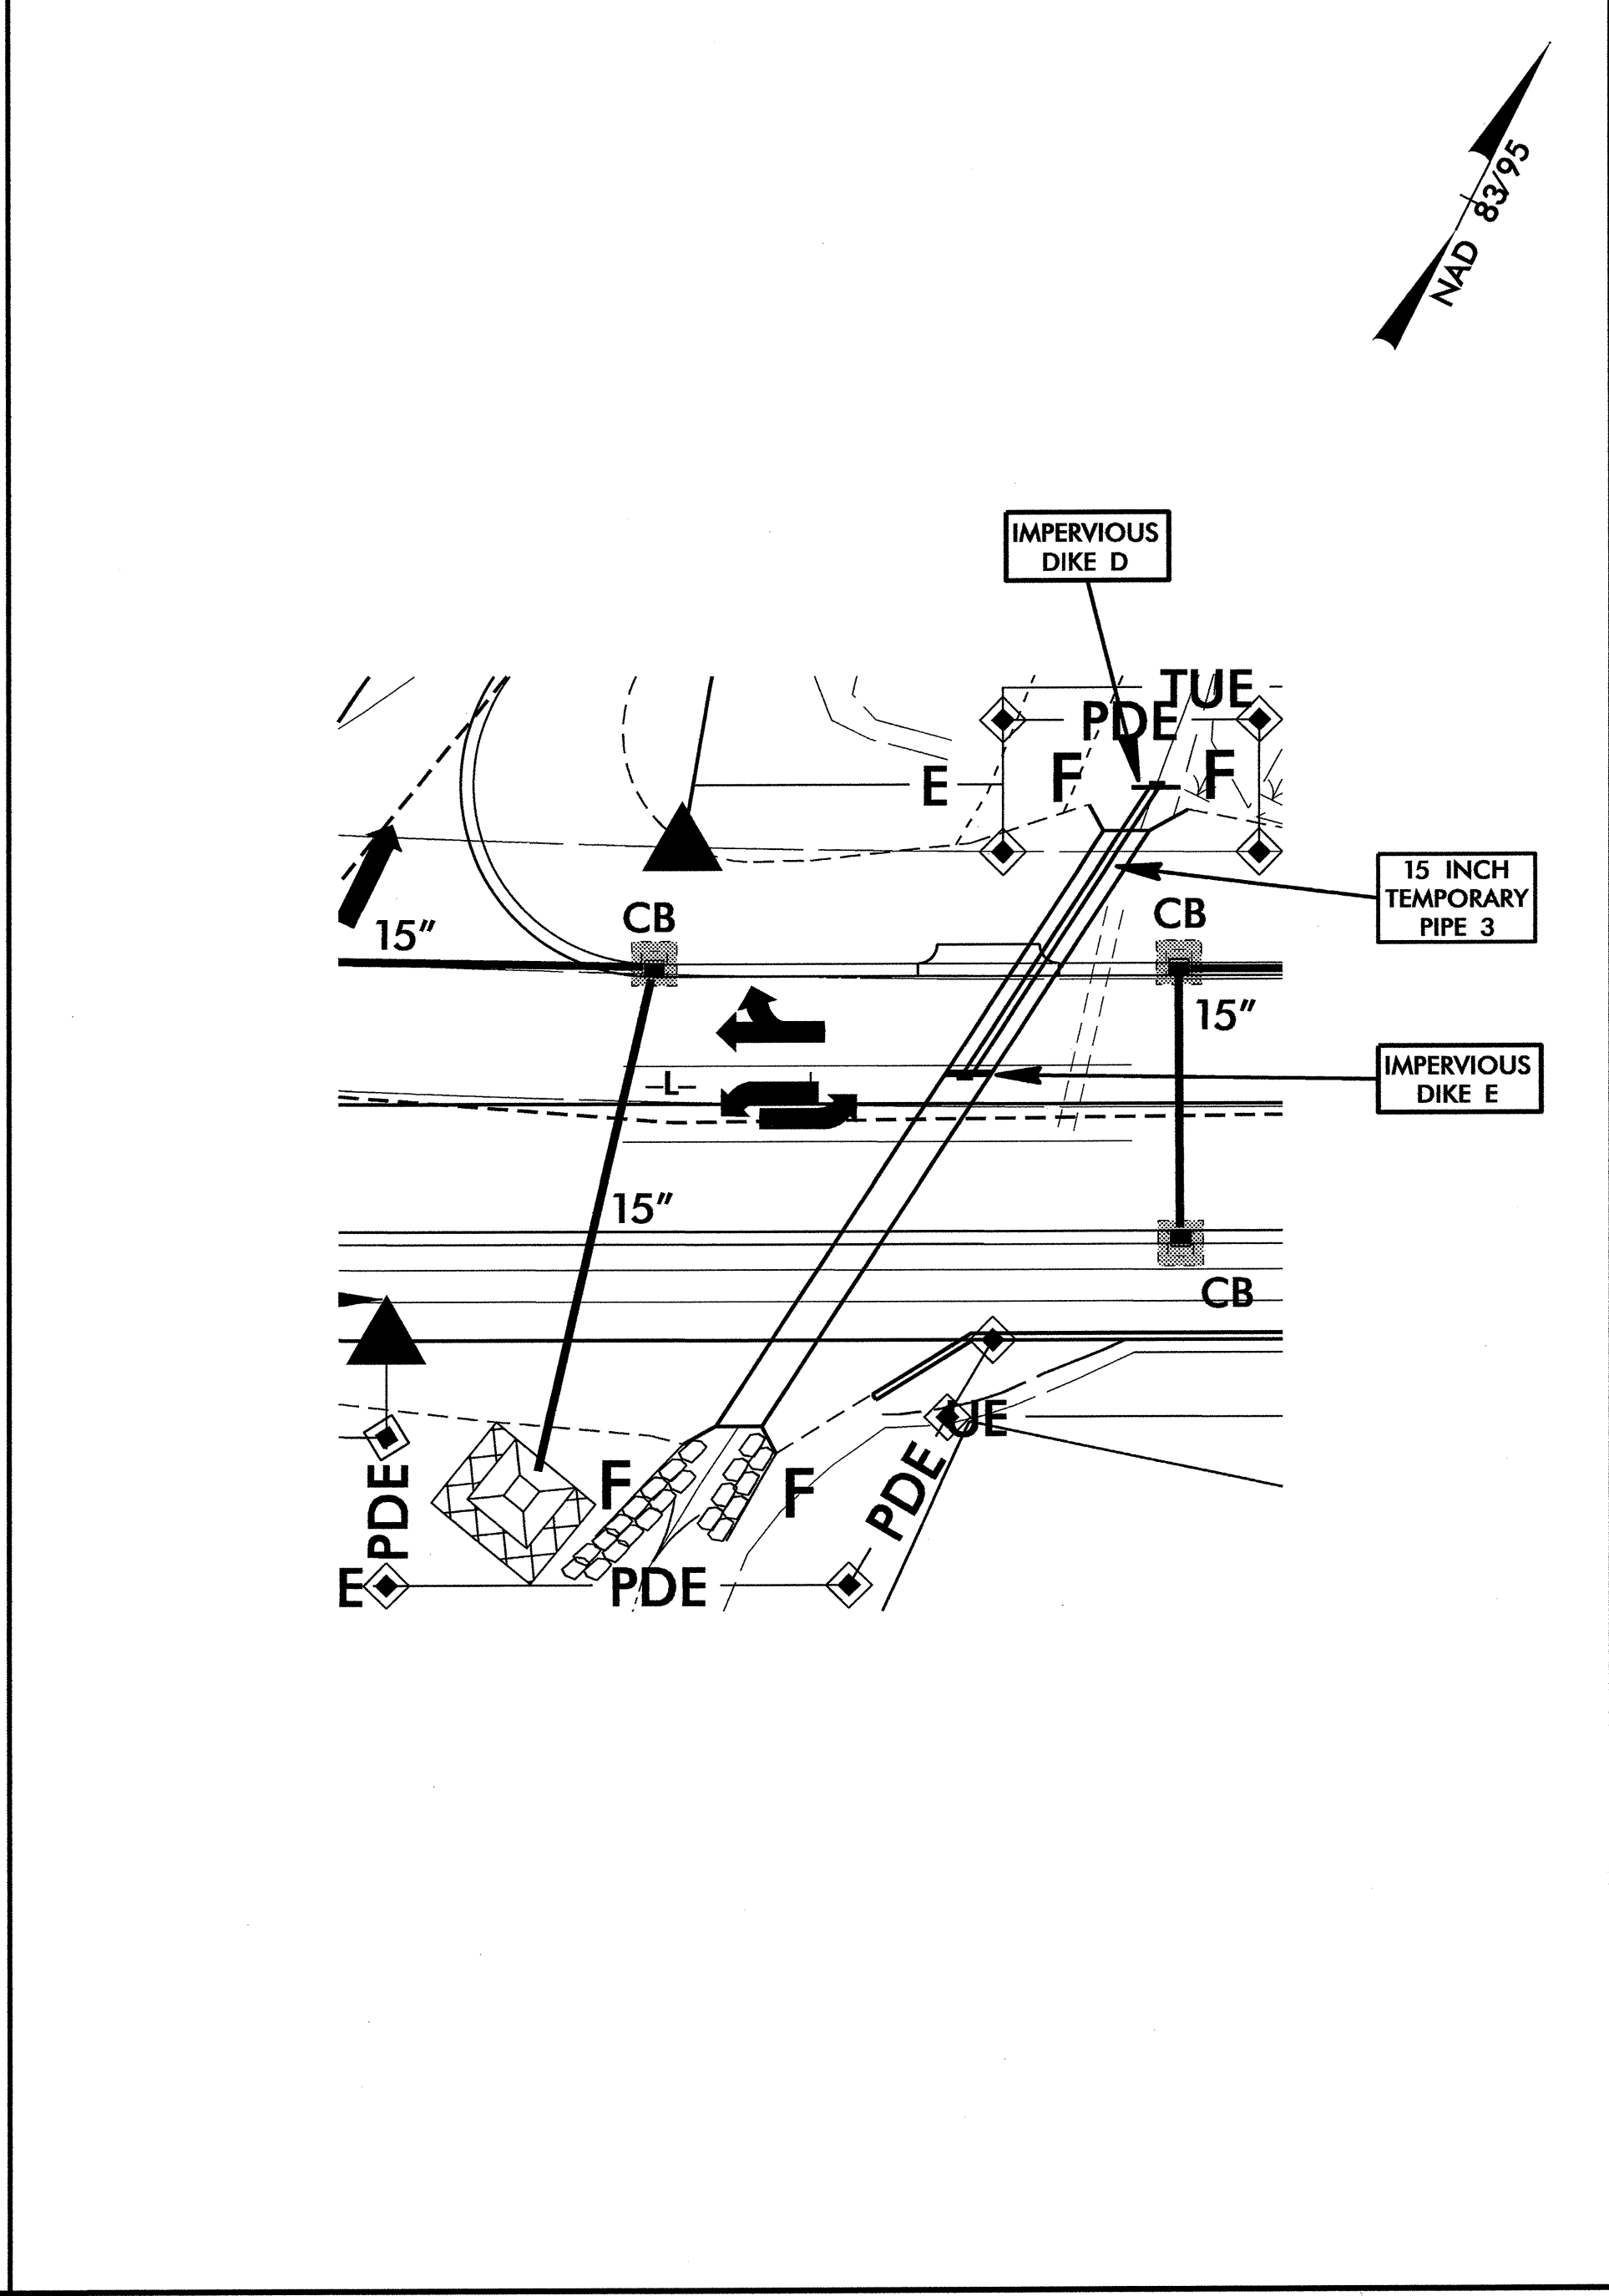 NAD 83/95
IMPERVIOUS
DIKE D
TUE
PDE
F
F
E
15 INCH
TEMPORARY
PIPE 3
CB
CB
15"
15"
IMPERVIOUS
DIKE E
-L-
15"
CB
UE
PDE
F
F
PDE
E
PDE